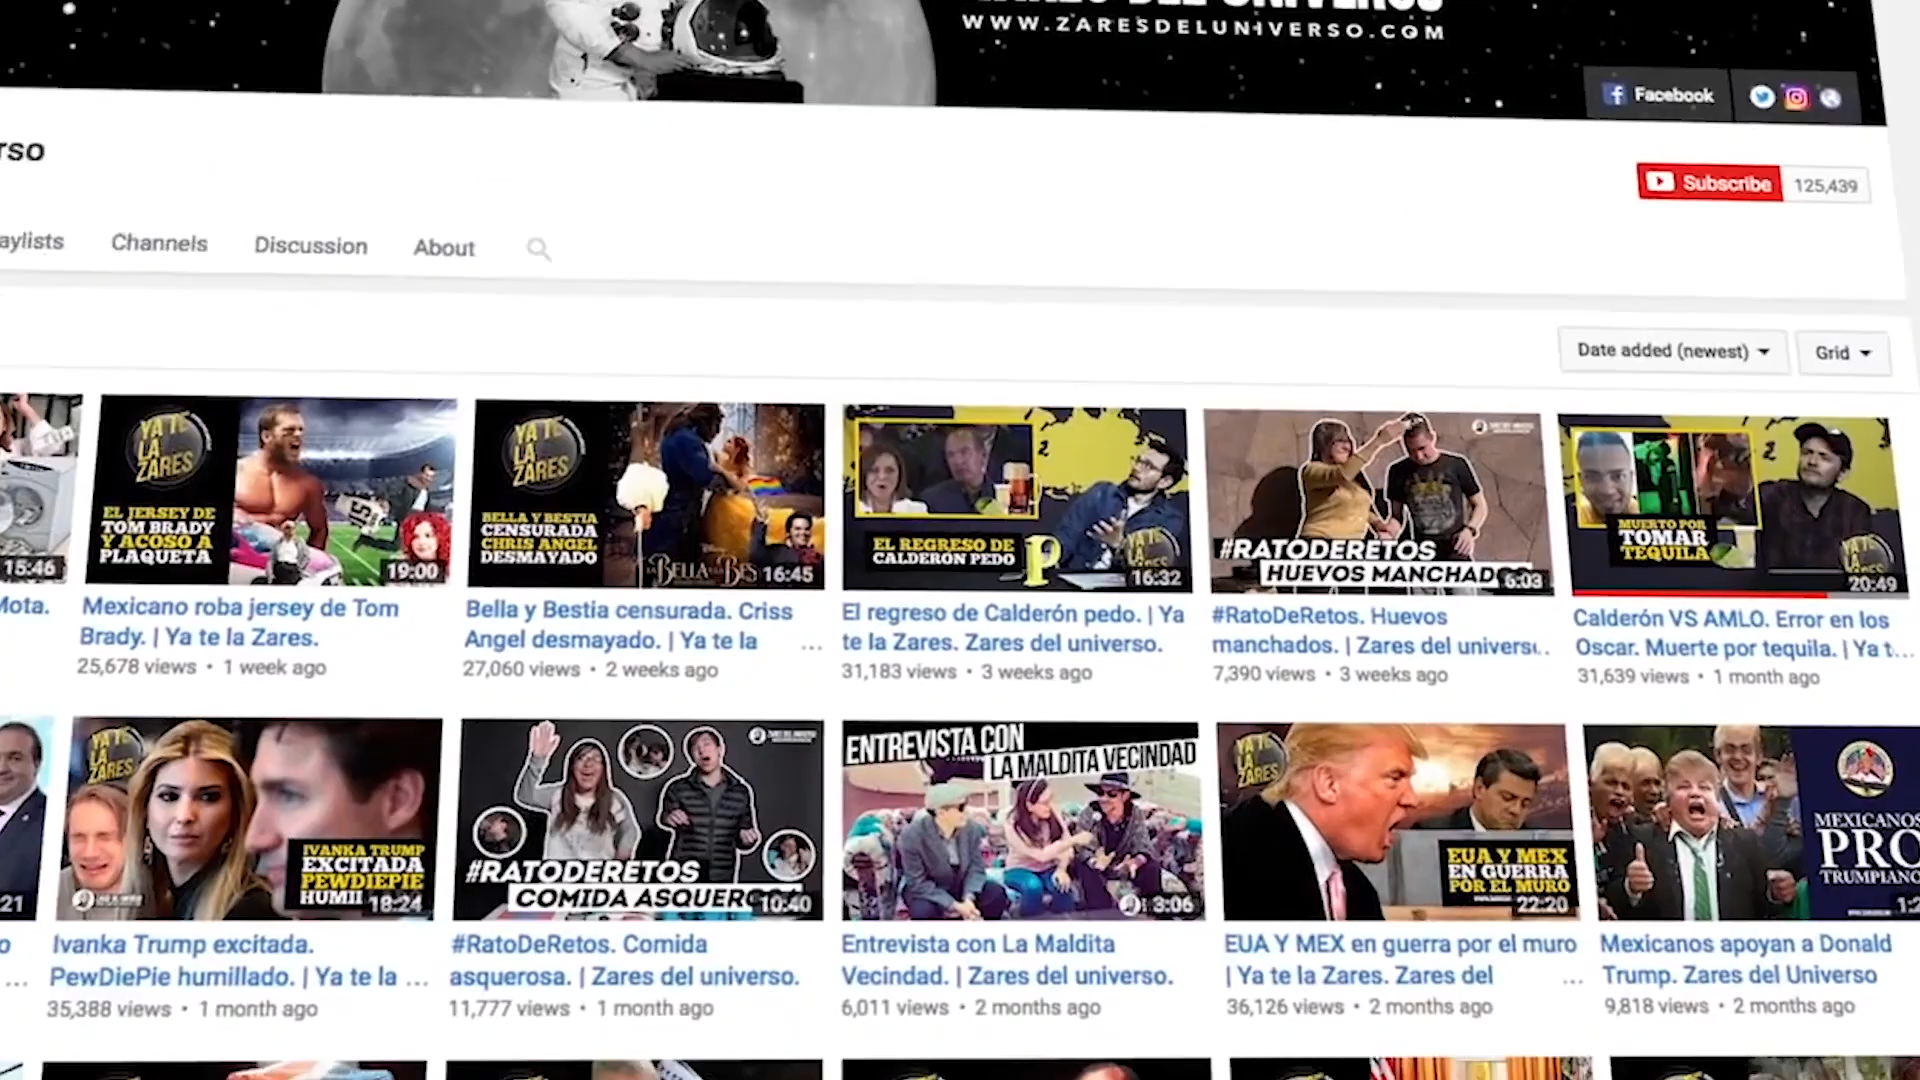 WWW.ZARESDELUNIVERSO.COM
Facebook
rso
Subscribe 125,439
aylists Channels Discussion About
Date added (newest) Grid
YA TE
LA
ZARES
EL JERSEY DE
TOM BRADY
Y ACOSO A
PLAQUETA
15:46
19:00
YA TE
LA
ZARES
BELLA Y BESTIA
CENSURADA
CHRIS ANGEL
DESMAYADO
16:45
EL REGRESO DE
CALDERÓN PEDO
16:32
#RATODERETOS
HUEVOS MANCHAD
6:03
MUERTO POR
TOMAR
TEQUILA
20:49
Mota.
Mexicano roba jersey de Tom
Brady. | Ya te la Zares.
25,678 views • 1 week ago
Bella y Bestia censurada. Criss
Angel desmayado. | Ya te la ...
27,060 views • 2 weeks ago
El regreso de Calderón pedo. | Ya
te la Zares. Zares del universo.
31,183 views • 3 weeks ago
#RatoDeRetos. Huevos
manchados. | Zares del universo..
7,390 views • 3 weeks ago
Calderón VS AMLO. Error en los
Oscar. Muerte por tequila. | Ya t...
31,639 views • 1 month ago
21
YA TE
LA
ZARES
IVANKA TRUMP
EXCITADA
PEWDIEPIE
HUMIL
18:24
#RATODERETOS
COMIDA ASQUERO
10:40
ENTREVISTA CON
LA MALDITA VECINDAD
3:06
YA TE
LA
ZARES
EUA Y MEX
EN GUERRA
POR EL MURO
22:20
MEXICANOS
PRO
TRUMPIANO
1:2
o
...
Ivanka Trump excitada.
PewDiePie humillado. | Ya te la ...
35,388 views • 1 month ago
#RatoDeRetos. Comida
asquerosa. | Zares del universo.
11,777 views • 1 month ago
Entrevista con La Maldita
Vecindad. | Zares del universo.
6,011 views • 2 months ago
EUA Y MEX en guerra por el muro
| Ya te la Zares. Zares del ...
36,126 views • 2 months ago
Mexicanos apoyan a Donald
Trump. Zares del Universo
9,818 views • 2 months ago